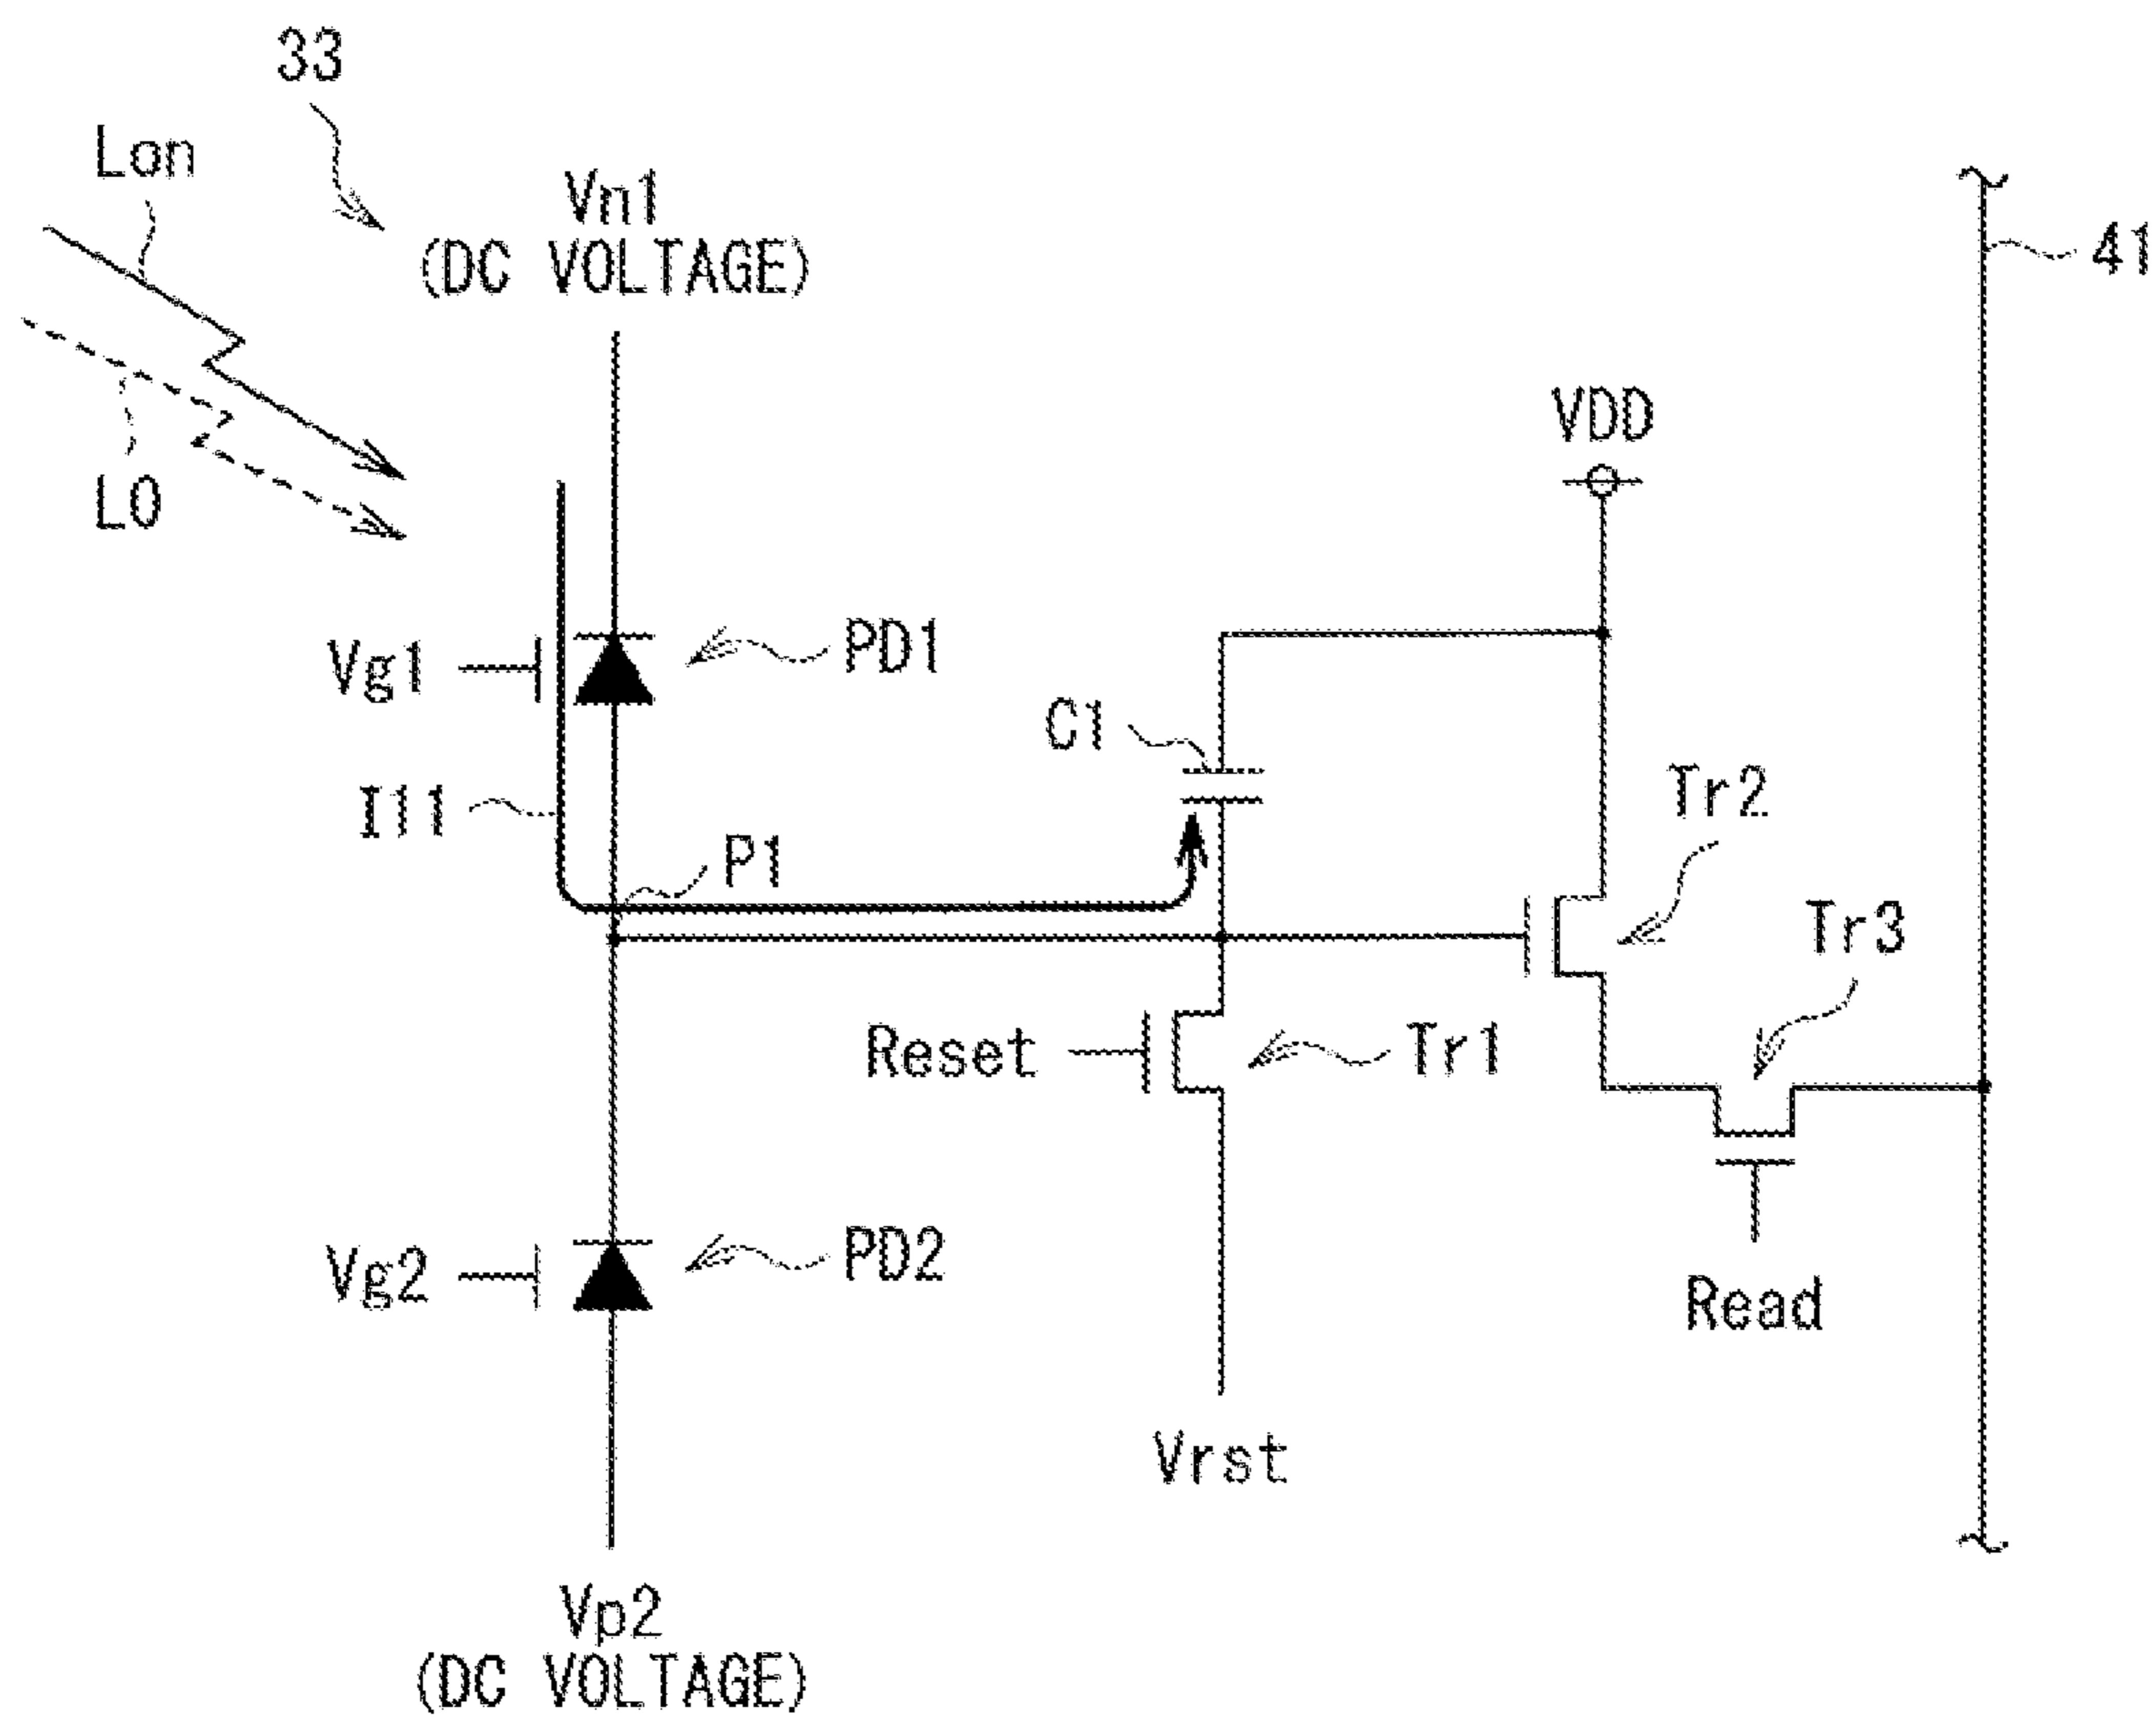 33
Lon
Vn1
(DC VOLTAGE)
41
VDD
L0
Vg1
PD1
C1
Tr2
I11
P1
Tr3
Reset
Tr1
Vg2
PD2
Read
Vrst
Vp2
(DC VOLTAGE)